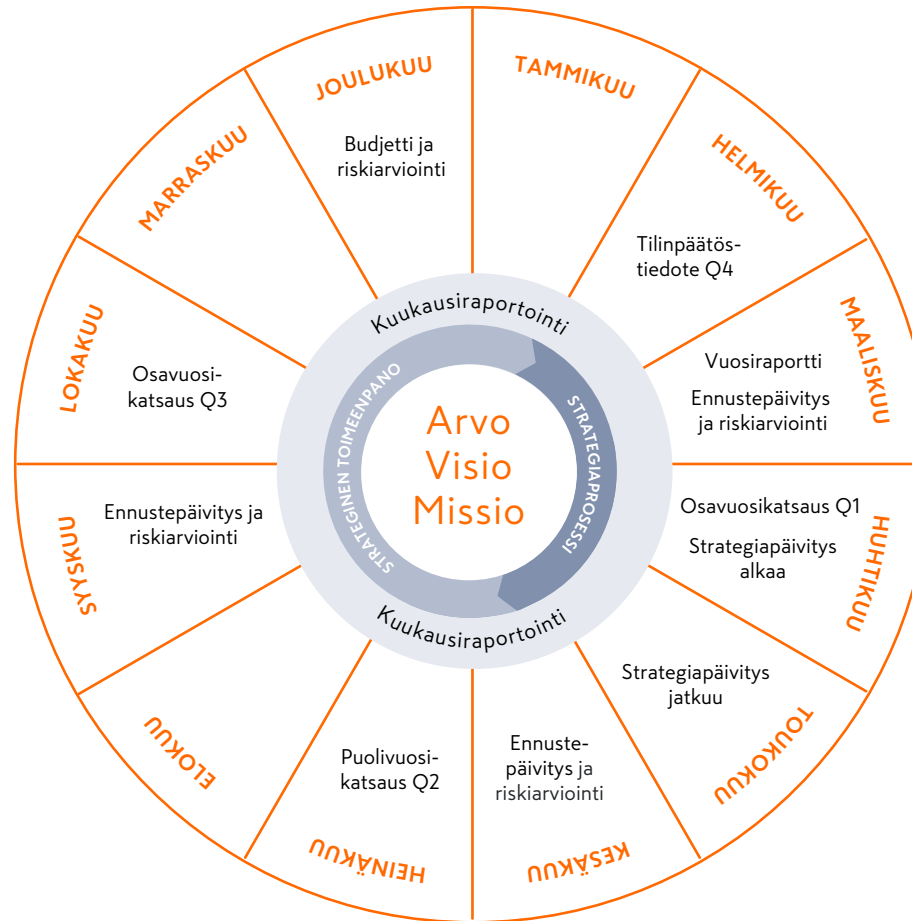 TAMMIKUU
HELMIKUU
Tilinpäätös-
tiedote Q4
MAALISKUU
Vuosiraportti
Ennustepäivitys
ja riskiarviointi
HUHTIKUU
Osavuosikatsaus Q1
Strategiapäivitys
alkaa
TOUKOKUU
Strategiapäivitys
jatkuu
KESÄKUU
Ennuste-
päivitys ja
riskiarviointi
HEINÄKUU
Puolivuosi-
katsaus Q2
ELOKUU
SYYSKUU
Ennustepäivitys ja
riskiarviointi
LOKAKUU
Osavuosi-
katsaus Q3
MARRASKUU
JOULUKUU
Budjetti ja
riskiarviointi
Kuukausiraportointi
STRATEGIAPROSESSI
STRATEGINEN TOIMEENPANO
Arvo
Visio
Missio
Kuukausiraportointi